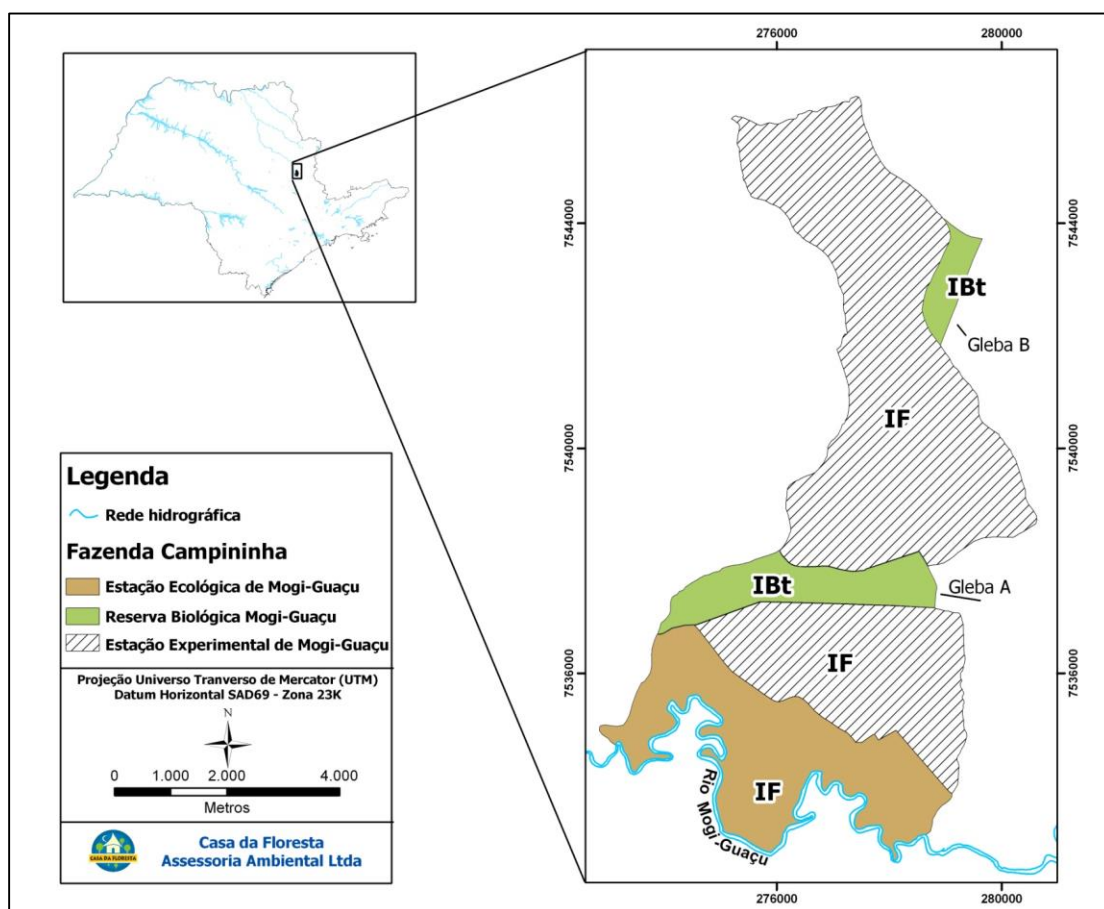 276000
280000
7544000
7544000
IBt
Gleba B
IF
7540000
7540000
Legenda
Rede hidrográfica
Fazenda Campininha
Estação Ecológica de Mogi-Guaçu
Reserva Biológica Mogi-Guaçu
Estação Experimental de Mogi-Guaçu
IBt
Gleba A
IF
7536000
7536000
Projeção Universo Tranverso de Mercator (UTM)
Datum Horizontal SAD69 - Zona 23K
N
0 1.000 2.000 4.000
Metros
IF
Rio Mogi-Guaçu
CASA DA FLORESTA
Casa da Floresta
Assessoria Ambiental Ltda
276000
280000